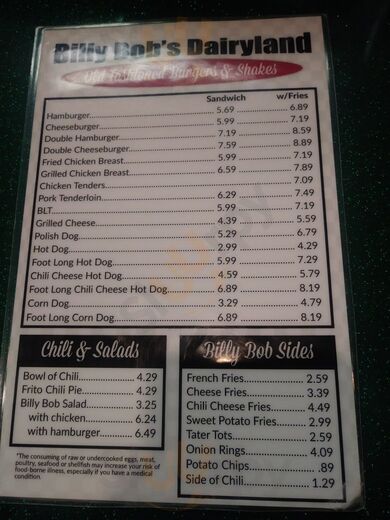 Billy Bob's Dairyland
Old Fashioned Burgers & Shakes
Sandwich w/Fries
Hamburger 5.69 6.89
Cheeseburger 5.99 7.19
Double Hamburger 7.19 8.59
Double Cheeseburger 7.59 8.89
Fried Chicken Breast 5.99 7.19
Grilled Chicken Breast 6.59 7.89
Chicken Tenders 7.09
Pork Tenderloin 6.29 7.49
BLT 5.99 7.19
Grilled Cheese 4.39 5.59
Polish Dog 5.29 6.79
Hot Dog 2.99 4.29
Foot Long Hot Dog 5.99 7.29
Chili Cheese Hot Dog 4.59 5.79
Foot Long Chili Cheese Hot Dog 6.89 8.19
Corn Dog 3.29 4.79
Foot Long Corn Dog 6.89 8.19
Chili & Salads
Bowl of Chili 4.29
Frito Chili Pie 4.29
Billy Bob Salad 3.25
with chicken 6.24
with hamburger 6.49
*The consuming of raw or undercooked eggs, meat,
poultry, seafood or shellfish may increase your risk of
food-borne illness, especially if you have a medical
condition.
Billy Bob Sides
French Fries 2.59
Cheese Fries 3.39
Chili Cheese Fries 4.49
Sweet Potato Fries 2.99
Tater Tots 2.59
Onion Rings 4.09
Potato Chips .89
Side of Chili 1.29